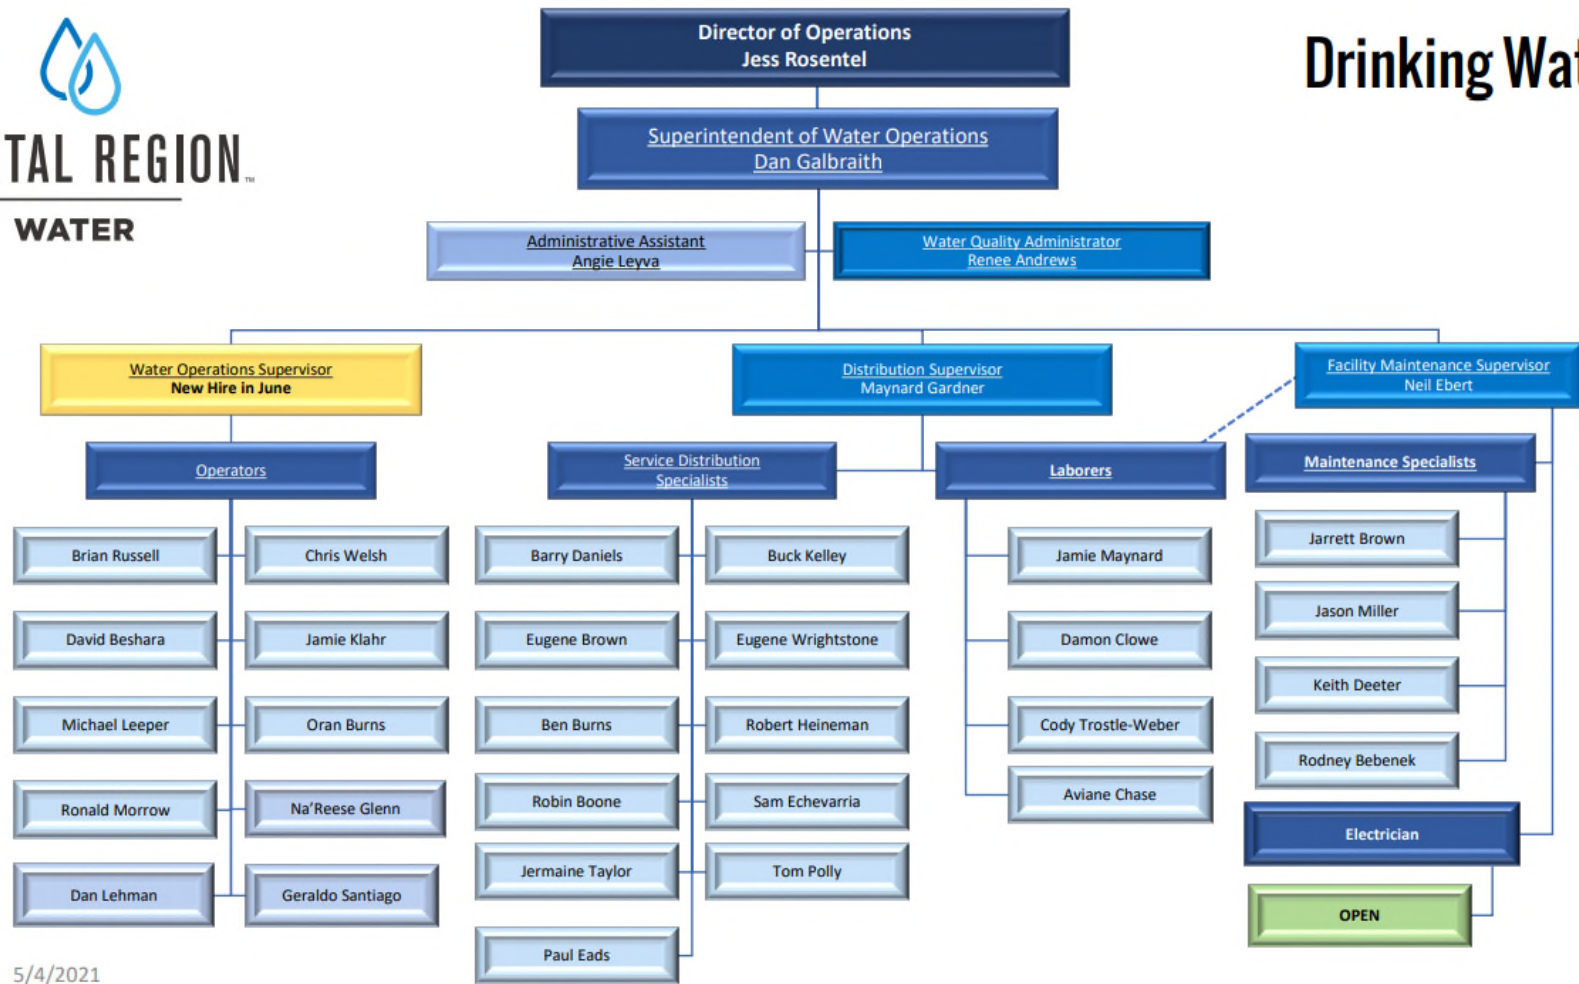 Director of Operations
Jess Rosentel
Drinking Wat
TAL REGION™
WATER
Superintendent of Water Operations
Dan Galbraith
Administrative Assistant
Angie Leyva
Water Quality Administrator
Renee Andrews
Water Operations Supervisor
New Hire in June
Distribution Supervisor
Maynard Gardner
Facility Maintenance Supervisor
Neil Ebert
Operators
Service Distribution
Specialists
Laborers
Maintenance Specialists
Brian Russell
Chris Welsh
David Beshara
Jamie Klahr
Michael Leeper
Oran Burns
Ronald Morrow
Na'Reese Glenn
Dan Lehman
Geraldo Santiago
Barry Daniels
Buck Kelley
Eugene Brown
Eugene Wrightstone
Ben Burns
Robert Heineman
Robin Boone
Sam Echevarria
Jermaine Taylor
Tom Polly
Paul Eads
Jamie Maynard
Damon Clowe
Cody Trostle-Weber
Aviane Chase
Jarrett Brown
Jason Miller
Keith Deeter
Rodney Bebenek
Electrician
OPEN
5/4/2021